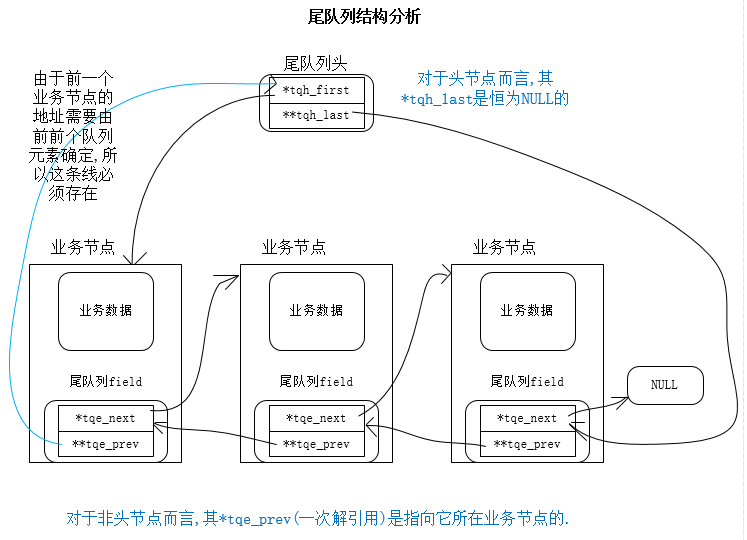 尾队列结构分析
尾队列头
*tqh_first
**tqh_last
由于前一个
业务节点的
地址需要由
前前个队列
元素确定,所
以这条线必
须存在
对于头节点而言,其
*tqh_last是恒为NULL的
业务节点
业务节点
业务节点
业务数据
业务数据
业务数据
尾队列field
尾队列field
尾队列field
NULL
*tqe_next
**tqe_prev
*tqe_next
**tqe_prev
*tqe_next
**tqe_prev
对于非头节点而言,其*tqe_prev(一次解引用)是指向它所在业务节点的.